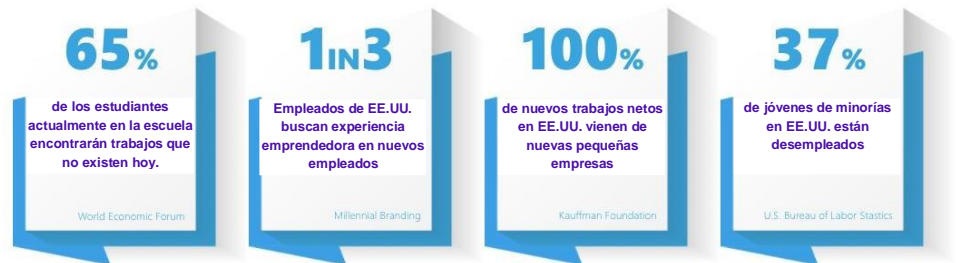 65%
de los estudiantes
actualmente en la escuela
encontrarán trabajos que
no existen hoy.
World Economic Forum
1IN3
Empleados de EE.UU.
buscan experiencia
emprendedora en nuevos
empleados
Millennial Branding
100%
de nuevos trabajos netos
en EE.UU. vienen de
nuevas pequeñas
empresas
Kauffman Foundation
37%
de jóvenes de minorías
en EE.UU. están
desempleados
U.S. Bureau of Labor Stastics